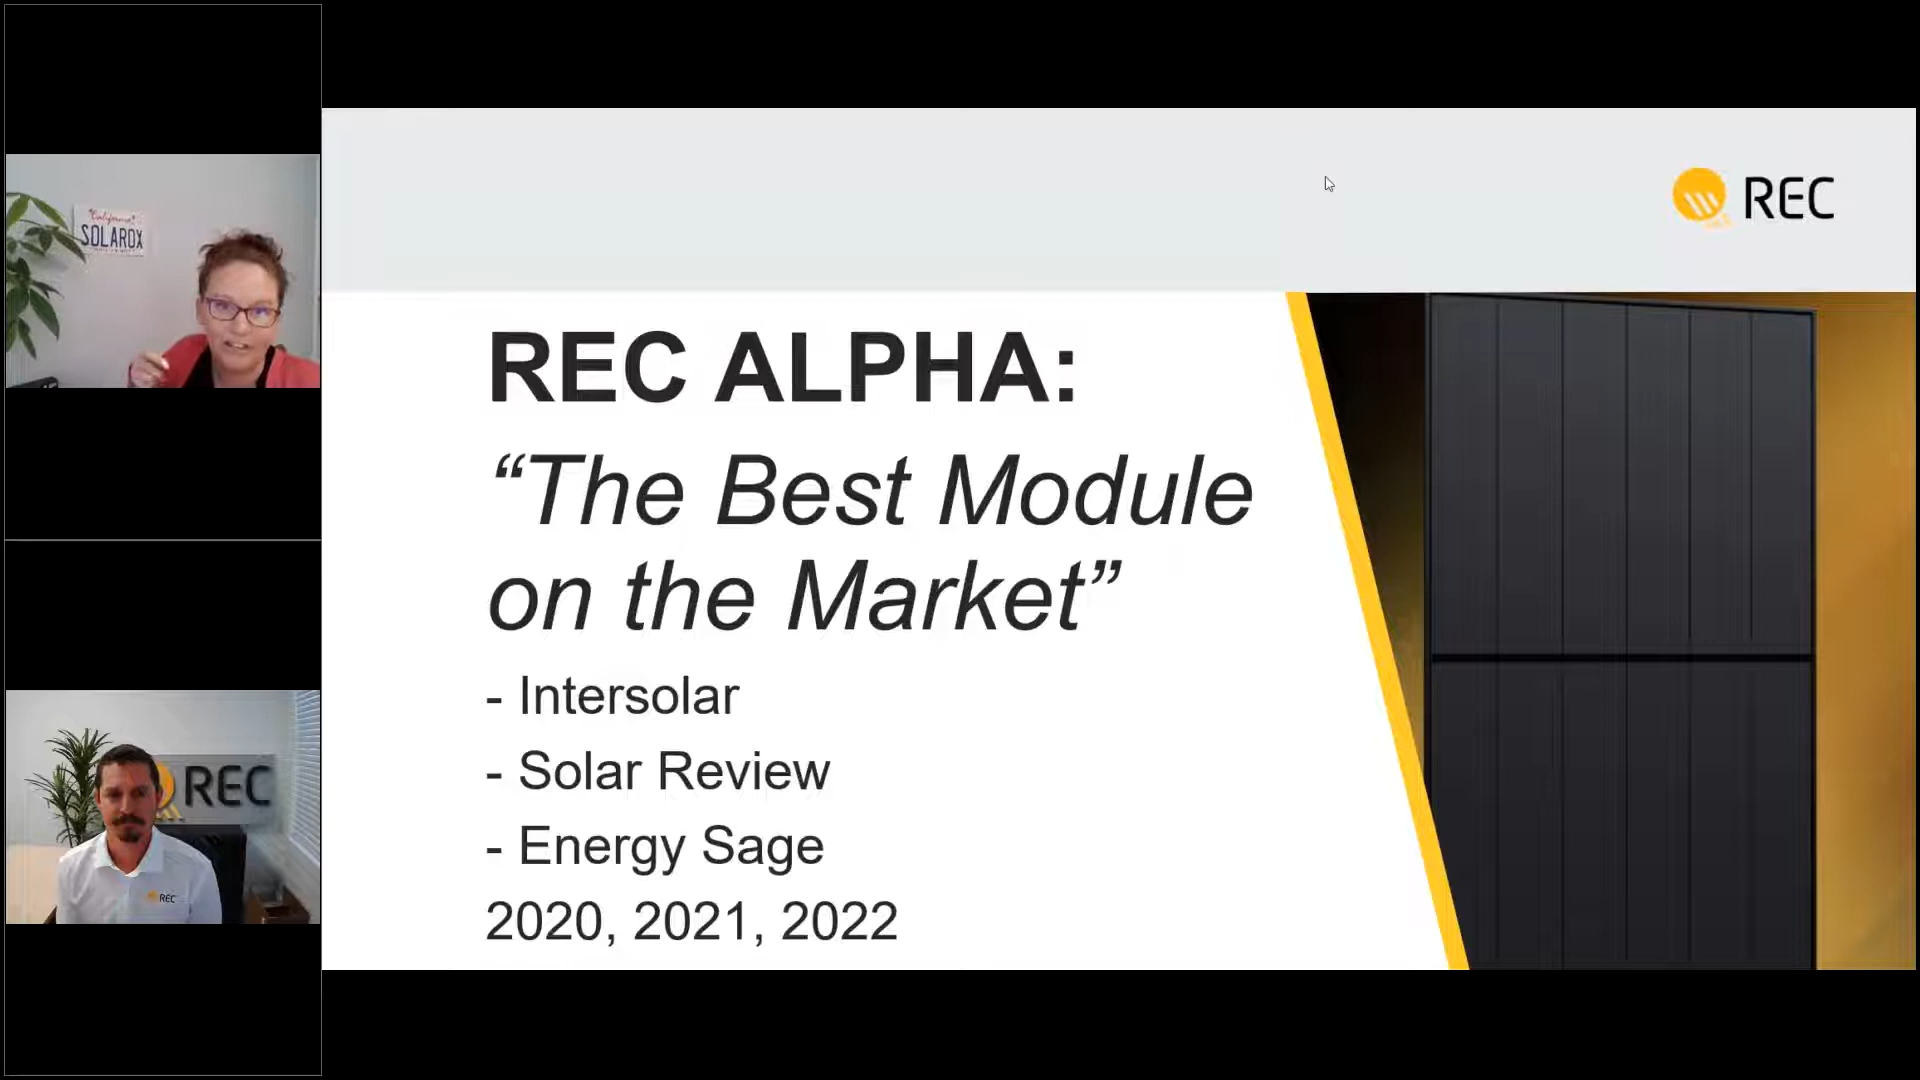 California
SOLAROX
REC
REC
REC
REC ALPHA:
“The Best Module
on the Market”
- Intersolar
- Solar Review
- Energy Sage
2020, 2021, 2022